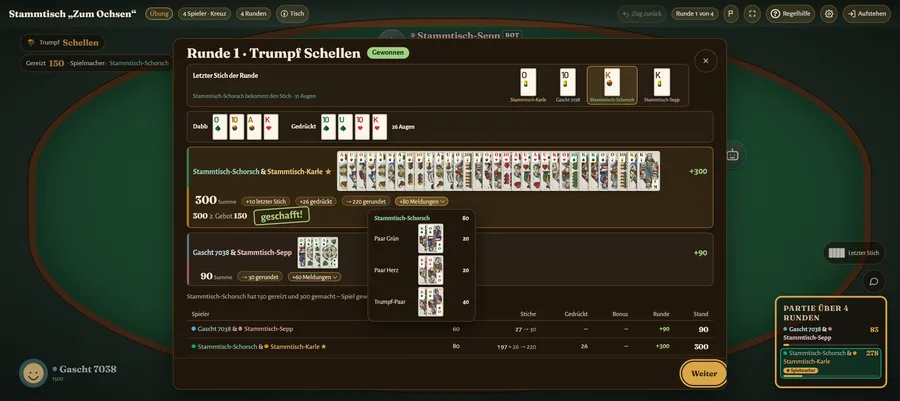 Stammtisch „Zum Ochsen“
Übung
4 Spieler · Kreuz
4 Runden
Tisch
Zug zurück
Runde 1 von 4
Regelhilfe
Aufstehen
Trumpf Schellen
Gereizt 150 · Spielmacher: Stammtisch-Schorsch
Stammtisch-Sepp BOT
Runde 1 · Trumpf Schellen
Gewonnen
Letzter Stich der Runde
Stammtisch-Schorsch bekommt den Stich · 31 Augen
O
10
K
K
Stammtisch-Karle
Gascht 7038
Stammtisch-Schorsch
Stammtisch-Sepp
Dabb
O 10 A K
Gedrückt
10 U 10 K
26 Augen
Stammtisch-Schorsch & Stammtisch-Karle ★
+300
300 Summe
+10 letzter Stich
+26 gedrückt
→ 220 gerundet
+80 Meldungen
300 ≥ Gebot 150
geschafft!
Gascht 7038 & Stammtisch-Sepp
+90
90 Summe
→ 30 gerundet
+60 Meldungen
Stammtisch-Schorsch 80
Paar Grün 20
Paar Herz 20
Trumpf-Paar 40
Stammtisch-Schorsch hat 150 gereizt und 300 gemacht – Spiel gew
Spieler Stiche Gedrückt Bonus Runde Stand
Gascht 7038 & Stammtisch-Sepp 60 27 → 30 – – +90 90
Stammtisch-Schorsch & Stammtisch-Karle ★ 80 197 + 26 → 220 26 – +300 300
Weiter
Gascht 7038
1500
Letzter Stich
PARTIE ÜBER 4 RUNDEN
Gascht 7038 & 83
Stammtisch-Sepp
Stammtisch-Schorsch & 278
Stammtisch-Karle
Spielmacher